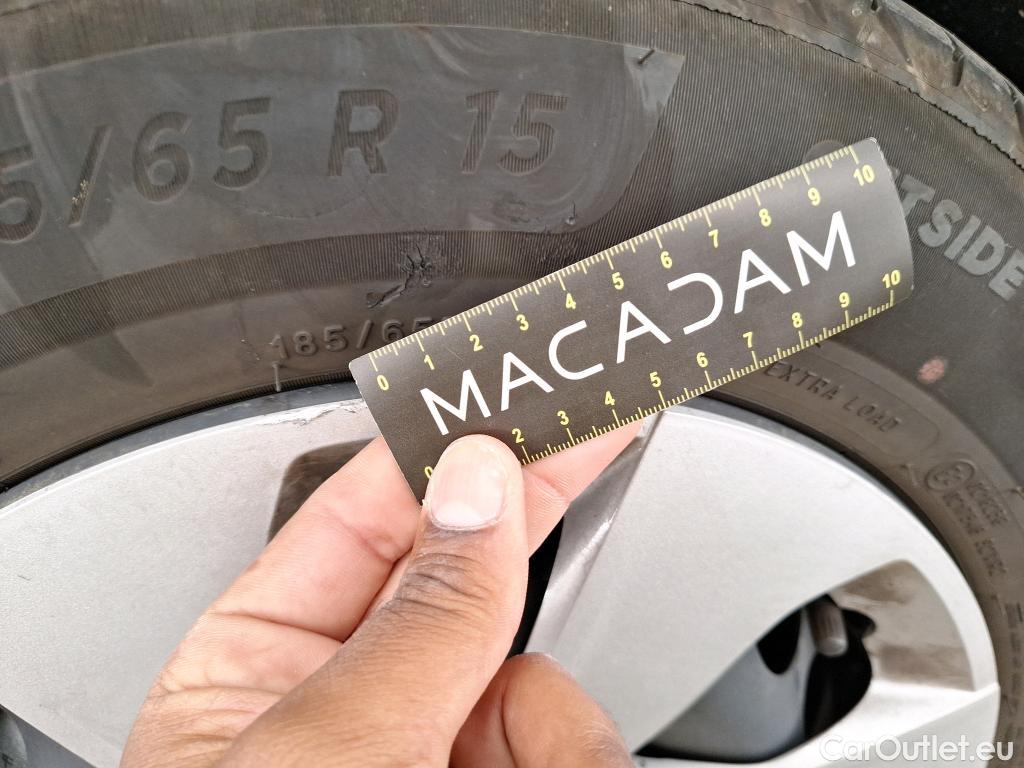 5/65 R 15
185/65
TSIDE
0 1 2 3 4 5 6 7 8 9 10
MACADAM
0 2 3 4 5 6 7 8 9 10
EXTRA LOAD
CarOutlet.eu